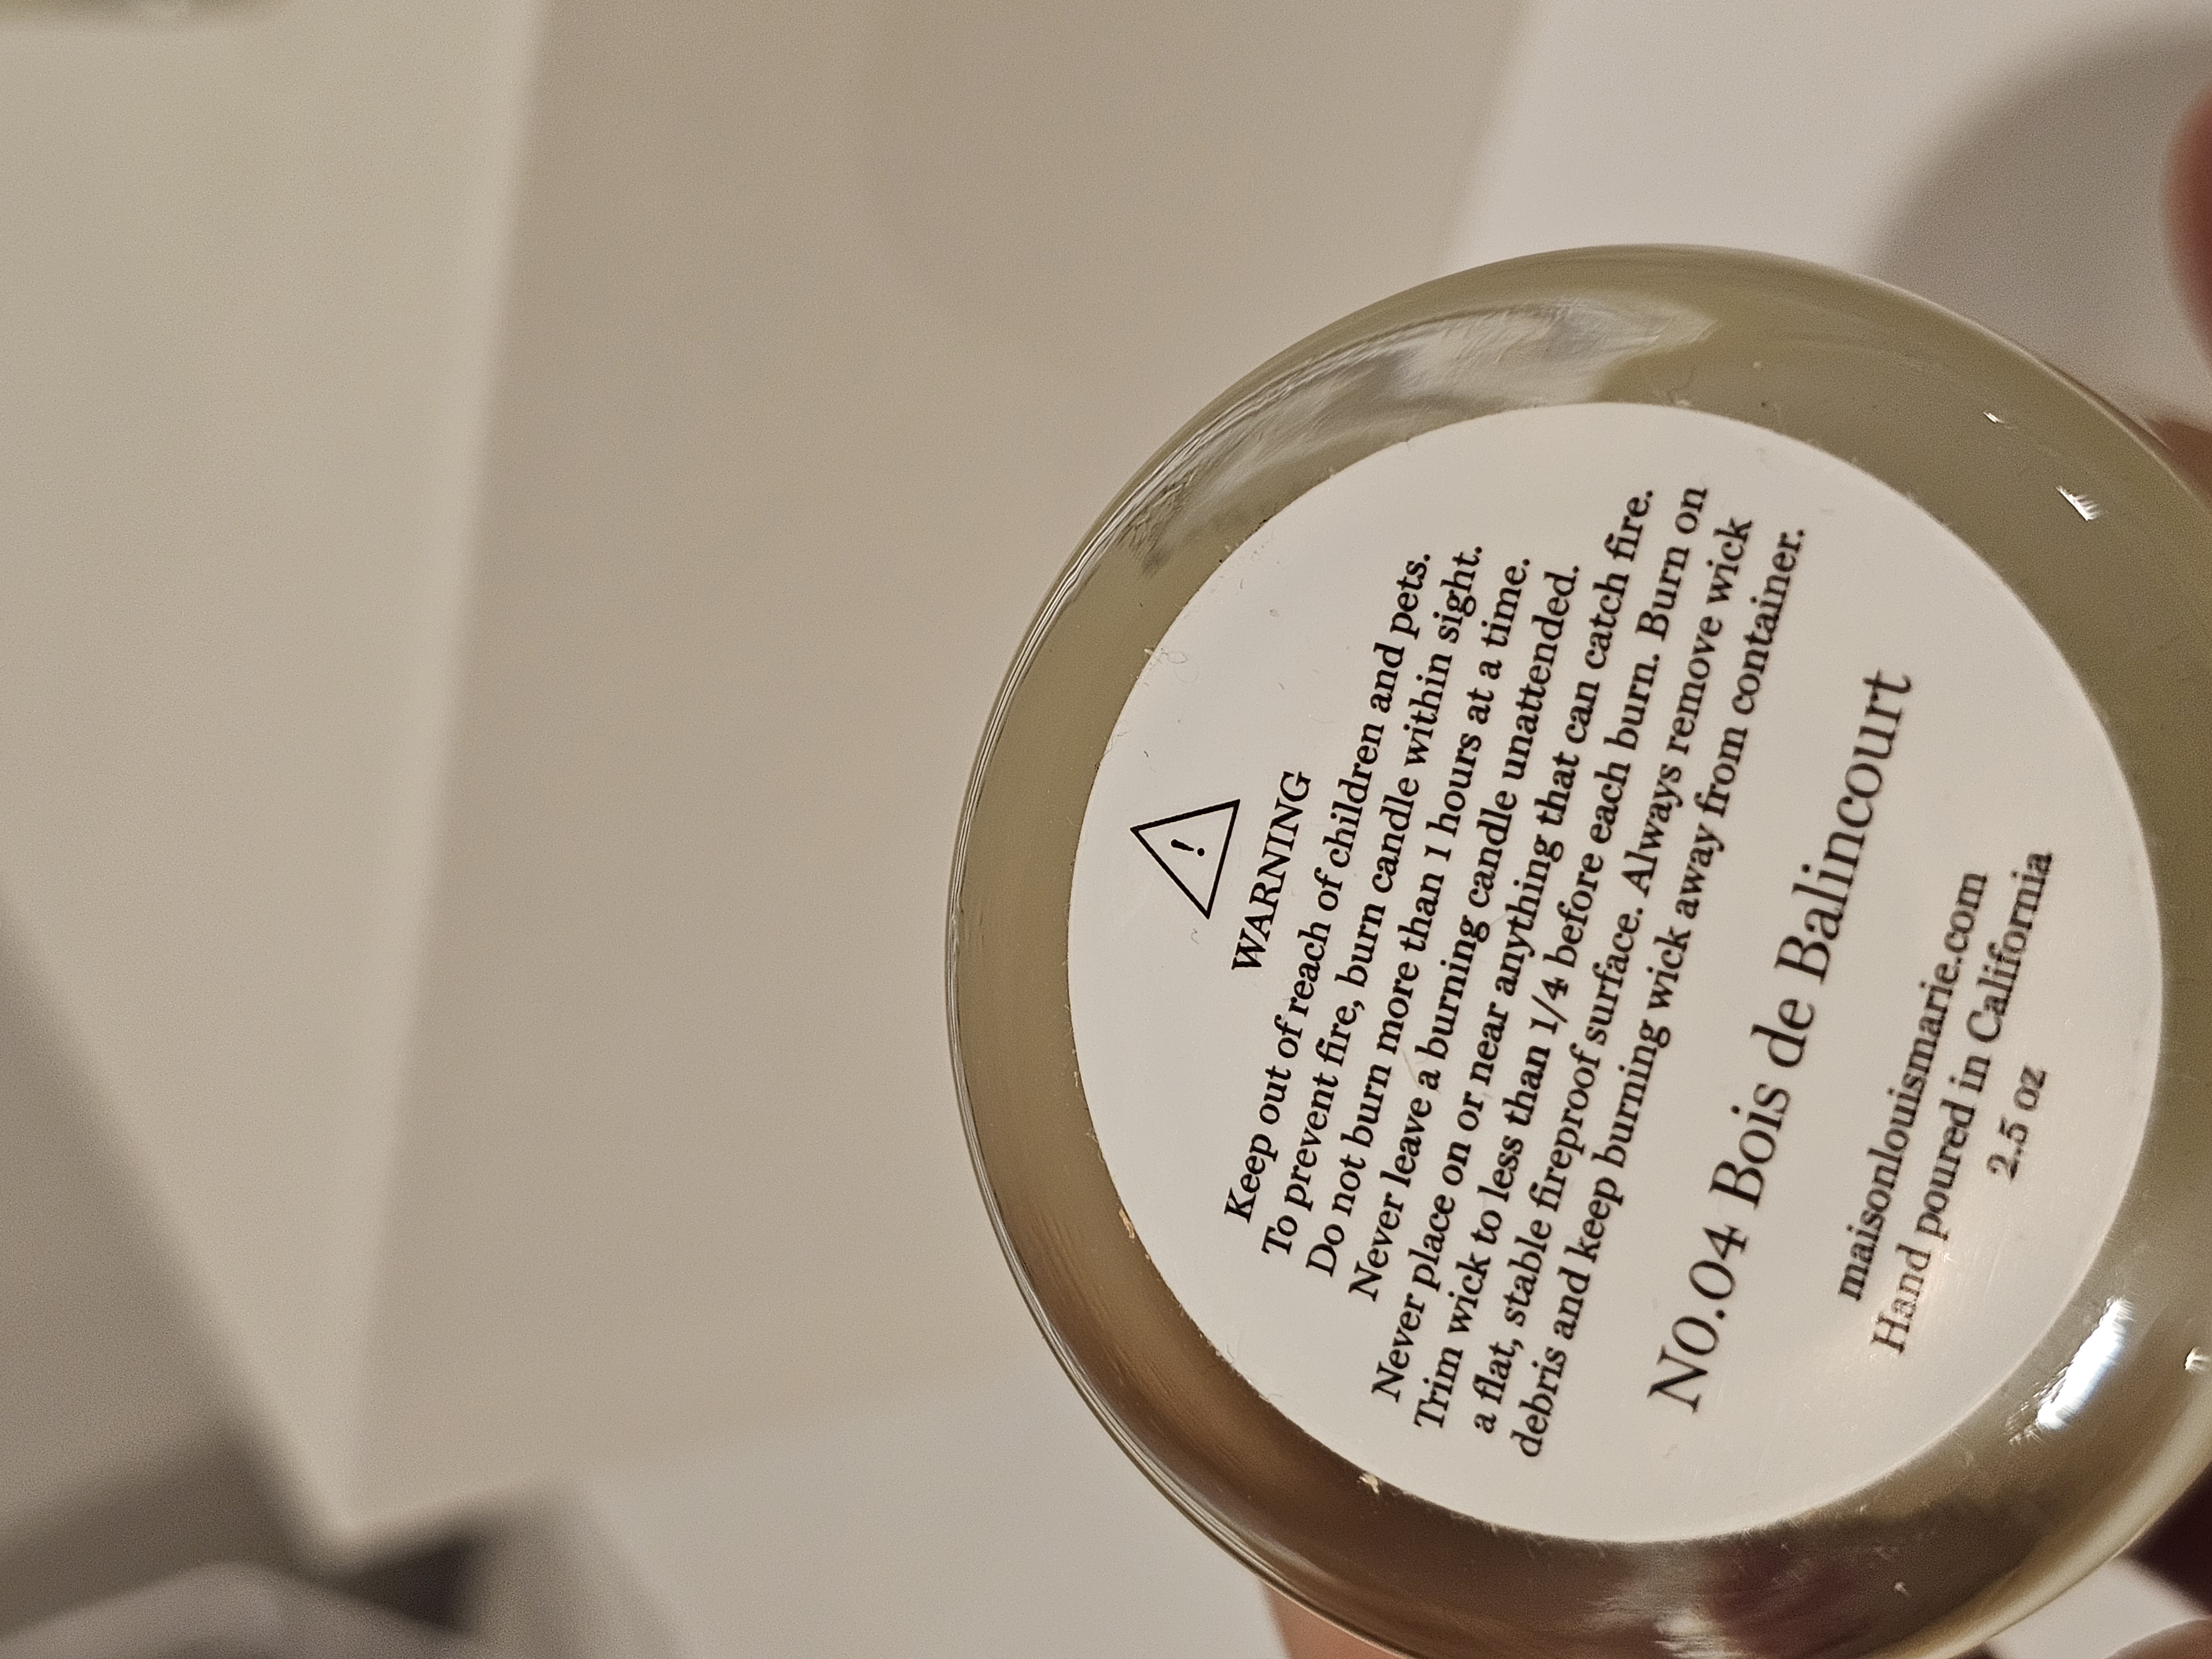 !
WARNING
Keep out of reach of children and pets.
To prevent fire, burn candle within sight.
Do not burn more than 1 hours at a time.
Never leave a burning candle unattended.
Never place on or near anything that can catch fire.
Trim wick to less than 1/4 before each burn. Burn on
a flat, stable fireproof surface. Always remove wick
debris and keep burning wick away from container.
No.04 Bois de Balincourt
maisonlouismarie.com
Hand poured in California
2.5 oz